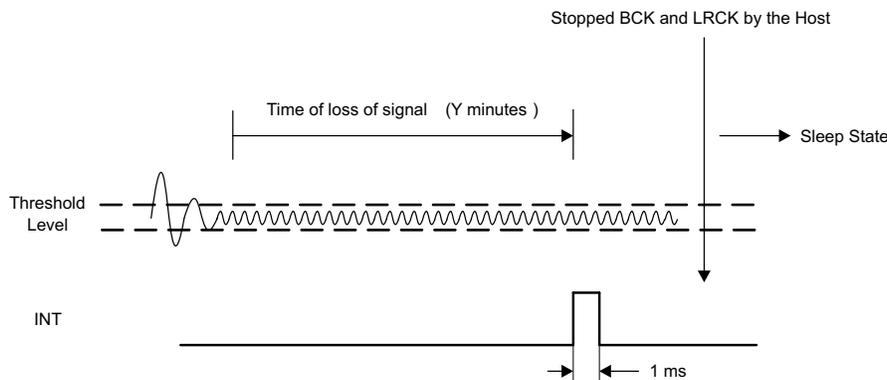 Stopped BCK and LRCK by the Host
Time of loss of signal (Y minutes )
Sleep State
Threshold
Level
INT
1 ms